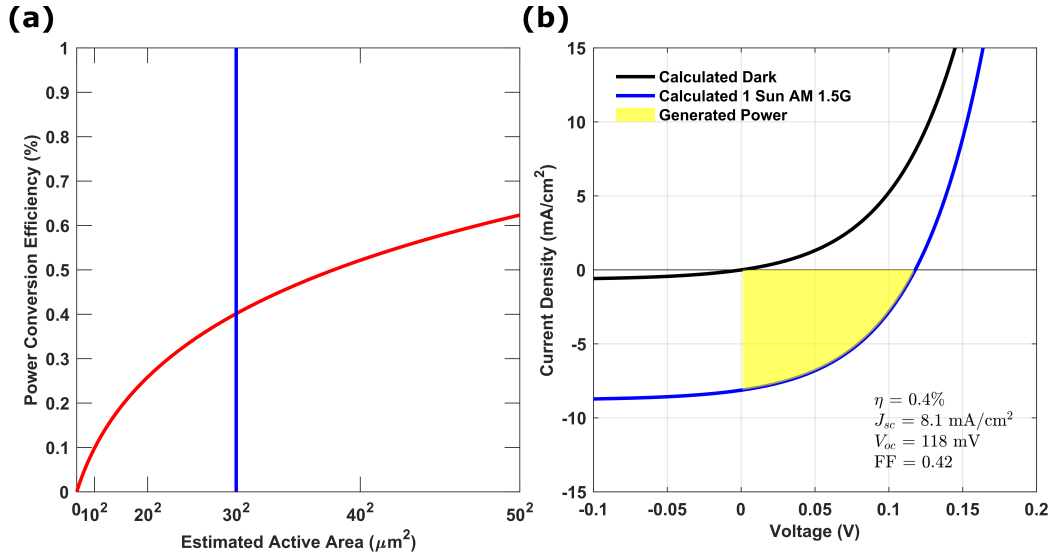 (a)
1
0.9
0.8
0.7
0.6
0.5
0.4
0.3
0.2
0.1
0
Power Conversion Efficiency (%)
0 10² 20² 30² 40² 50²
Estimated Active Area (μm²)
(b)
15
10
5
0
-5
-10
-15
Current Density (mA/cm²)
Calculated Dark
Calculated 1 Sun AM 1.5G
Generated Power
η = 0.4%
J_sc = 8.1 mA/cm²
V_oc = 118 mV
FF = 0.42
-0.1 -0.05 0 0.05 0.1 0.15 0.2
Voltage (V)